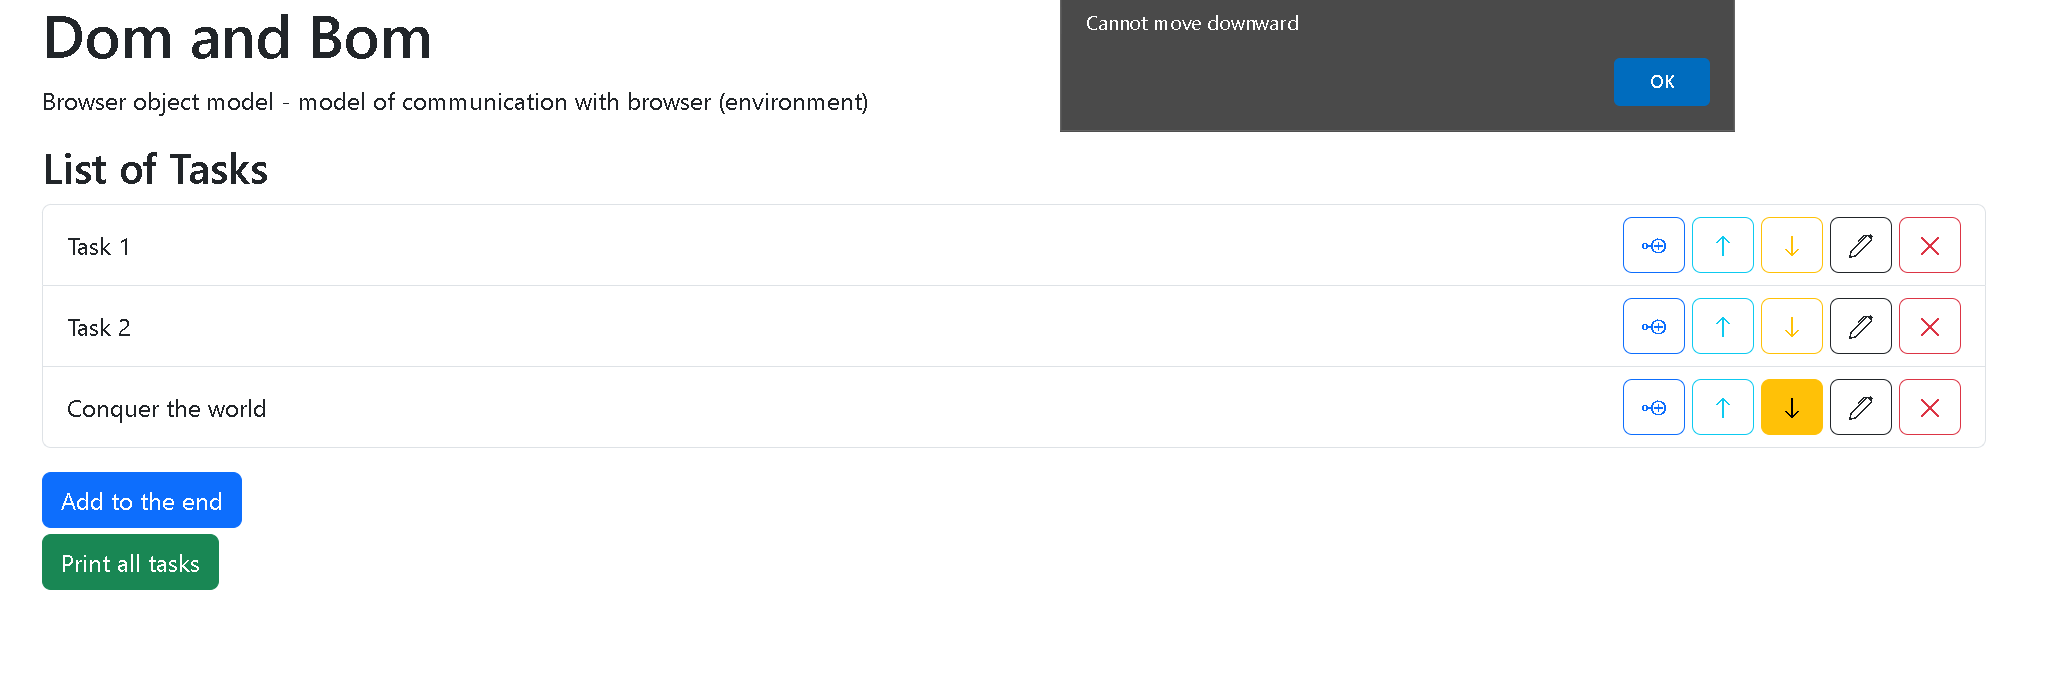 Dom and Bom
Cannot move downward
OK
Browser object model - model of communication with browser (environment)
List of Tasks
Task 1
Task 2
Conquer the world
Add to the end
Print all tasks